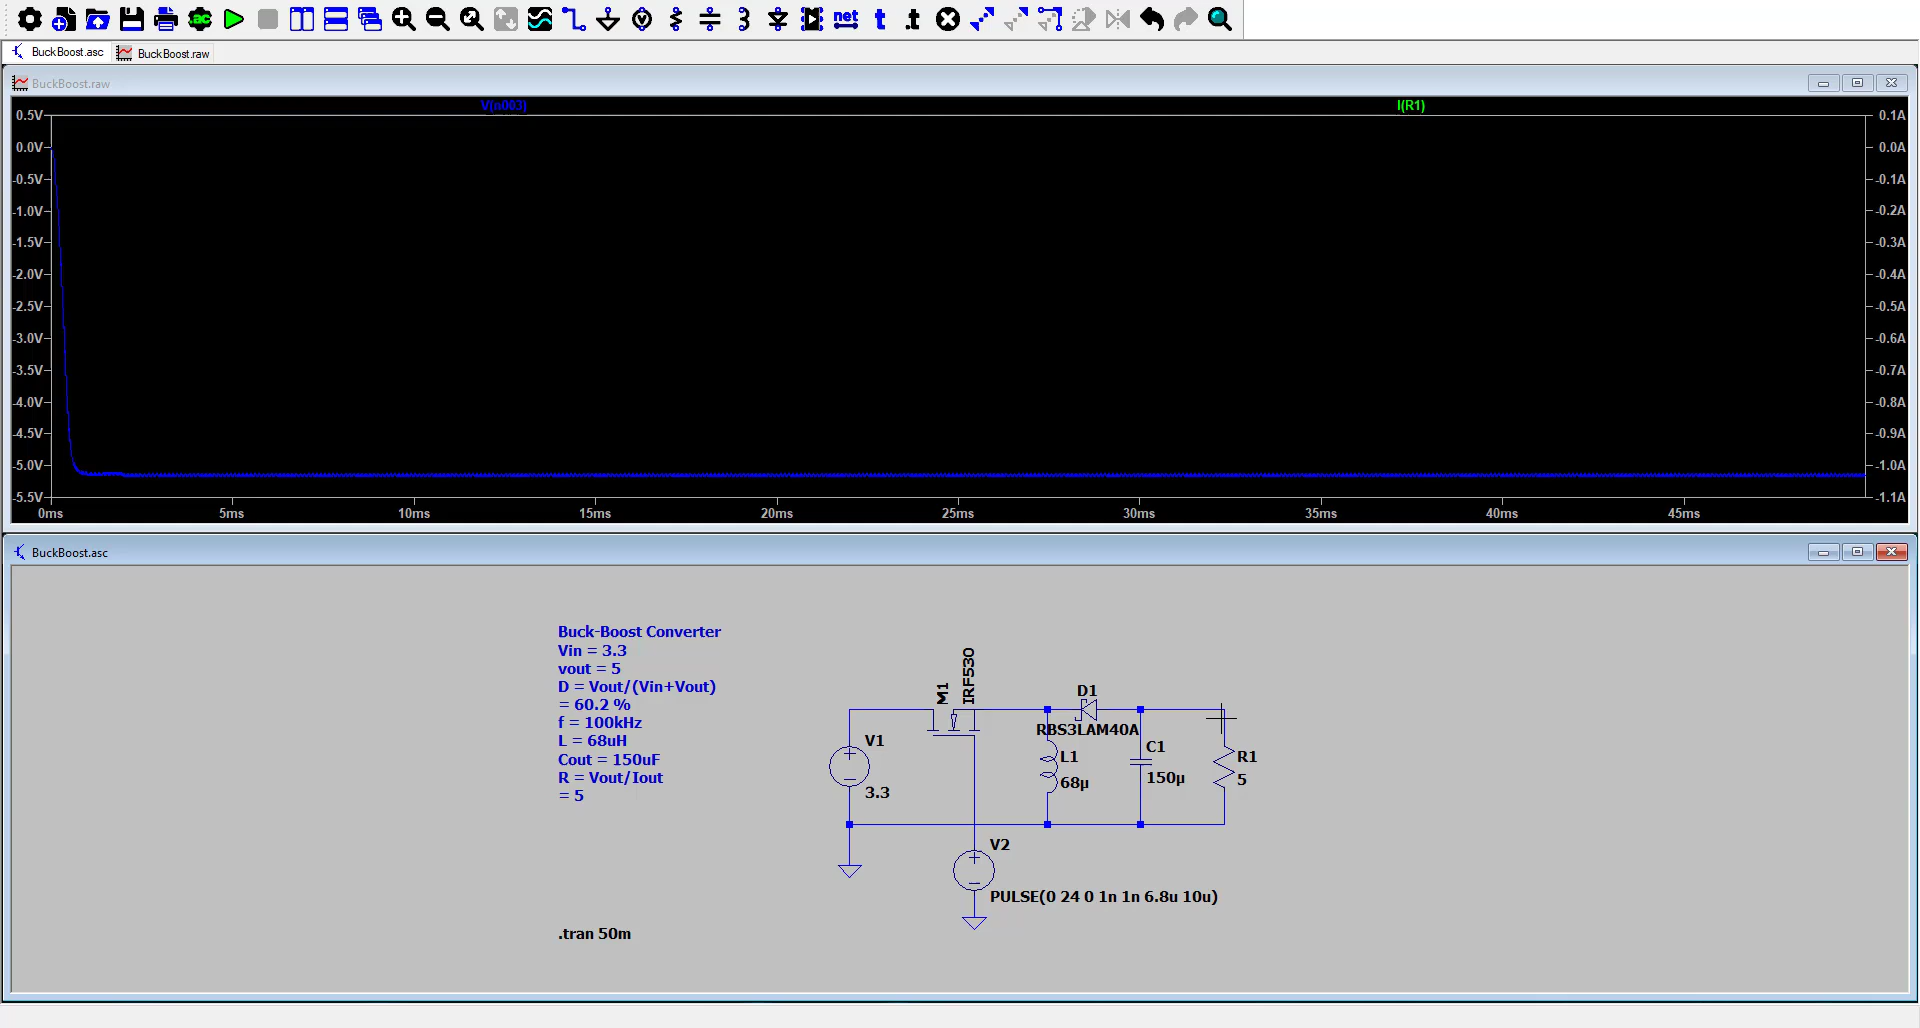 .ac
net
t
.t
BuckBoost.asc
BuckBoost.raw
BuckBoost.raw
V(n003)
I(R1)
0.5V
0.0V
-0.5V
-1.0V
-1.5V
-2.0V
-2.5V
-3.0V
-3.5V
-4.0V
-4.5V
-5.0V
-5.5V
0.1A
0.0A
-0.1A
-0.2A
-0.3A
-0.4A
-0.5A
-0.6A
-0.7A
-0.8A
-0.9A
-1.0A
-1.1A
0ms
5ms
10ms
15ms
20ms
25ms
30ms
35ms
40ms
45ms
BuckBoost.asc
Buck-Boost Converter
Vin = 3.3
vout = 5
D = Vout/(Vin+Vout)
= 60.2 %
f = 100kHz
L = 68uH
Cout = 150uF
R = Vout/Iout
= 5
.tran 50m
V1
3.3
M1
IRF530
D1
RBS3LAM40A
L1
68µ
C1
150µ
R1
5
V2
PULSE(0 24 0 1n 1n 6.8u 10u)